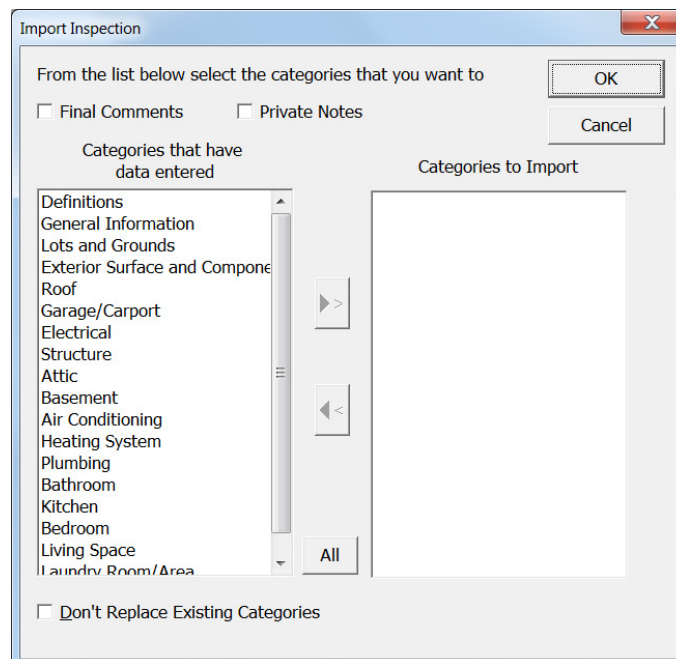 Import Inspection
From the list below select the categories that you want to
OK
Final Comments
Private Notes
Cancel
Categories that have
data entered
Categories to Import
Definitions
General Information
Lots and Grounds
Exterior Surface and Compone
Roof
Garage/Carport
Electrical
Structure
Attic
Basement
Air Conditioning
Heating System
Plumbing
Bathroom
Kitchen
Bedroom
Living Space
Laundry Room/Area
>
<
All
Don't Replace Existing Categories